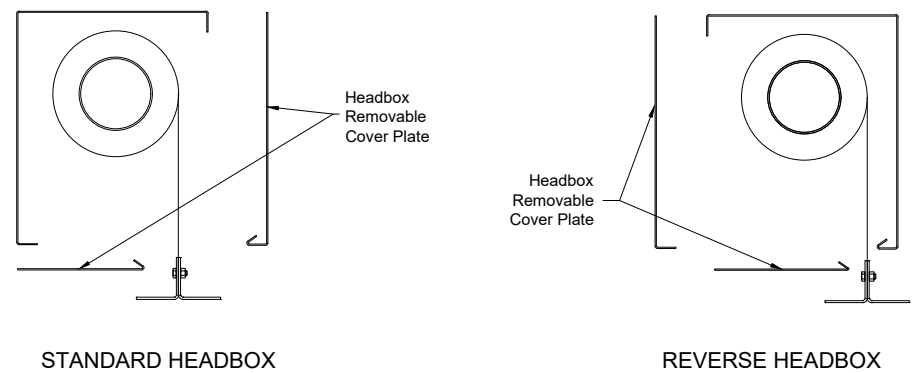 Headbox
Removable
Cover Plate
Headbox
Removable
Cover Plate
STANDARD HEADBOX
REVERSE HEADBOX